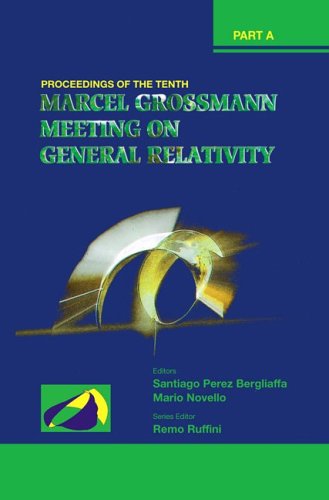 PART A
PROCEEDINGS OF THE TENTH
MARCEL GROSSMANN
MEETING ON
GENERAL RELATIVITY
Editors
Santiago Perez Bergliaffa
Mario Novello
Series Editor
Remo Ruffini